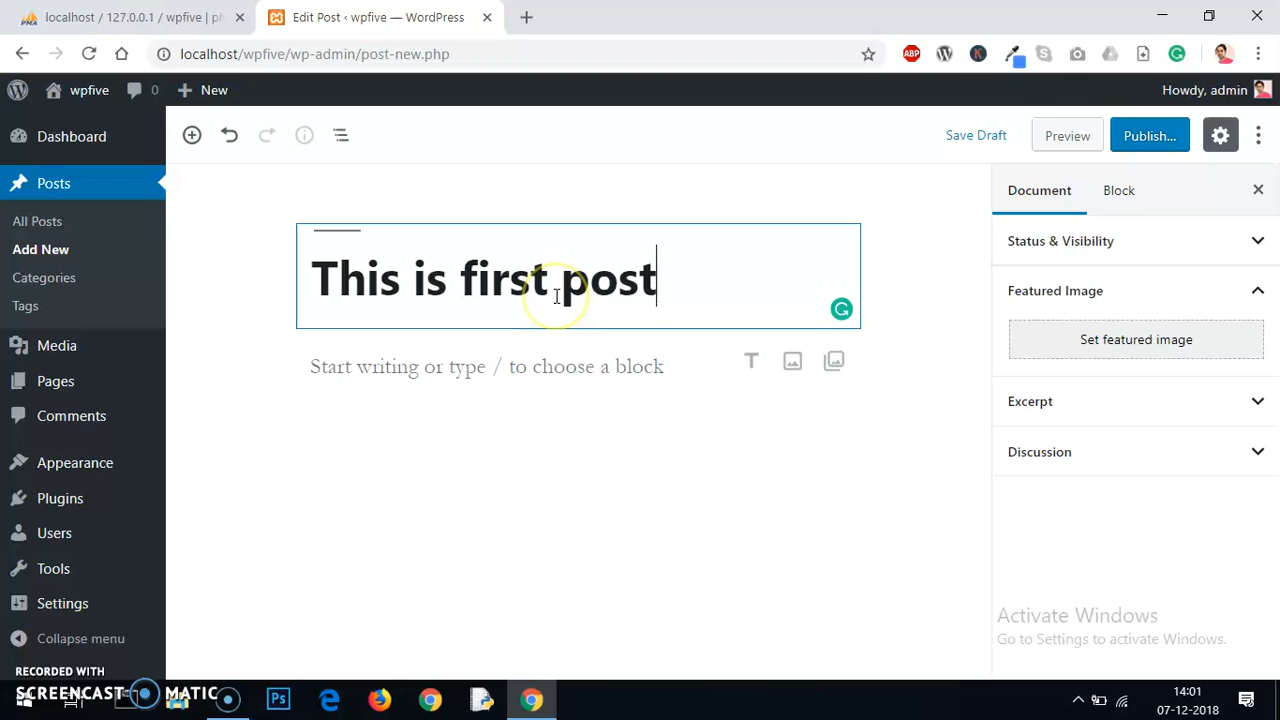 localhost / 127.0.0.1 / wpfive | ph
Edit Post ‹ wpfive — WordPress
localhost/wpfive/wp-admin/post-new.php
ABP
wpfive
0
New
Howdy, admin
Dashboard
Posts
All Posts
Add New
Categories
Tags
Media
Pages
Comments
Appearance
Plugins
Users
Tools
Settings
Collapse menu
Save Draft
Preview
Publish...
This is first post
Start writing or type / to choose a block
Document
Block
Status & Visibility
Featured Image
Set featured image
Excerpt
Discussion
Activate Windows
Go to Settings to activate Windows.
RECORDED WITH
SCREENCAST MATIC
Ps
14:01
07-12-2018